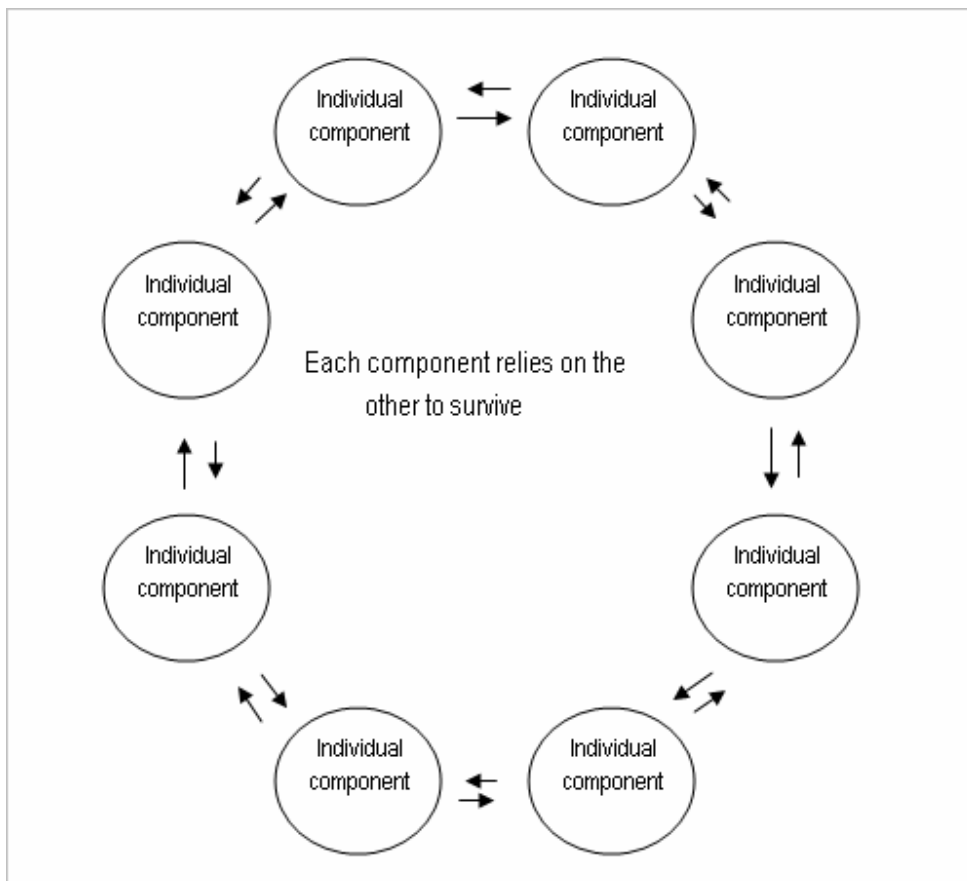 Individual
component
Individual
component
Individual
component
Individual
component
Each component relies on the
other to survive
Individual
component
Individual
component
Individual
component
Individual
component